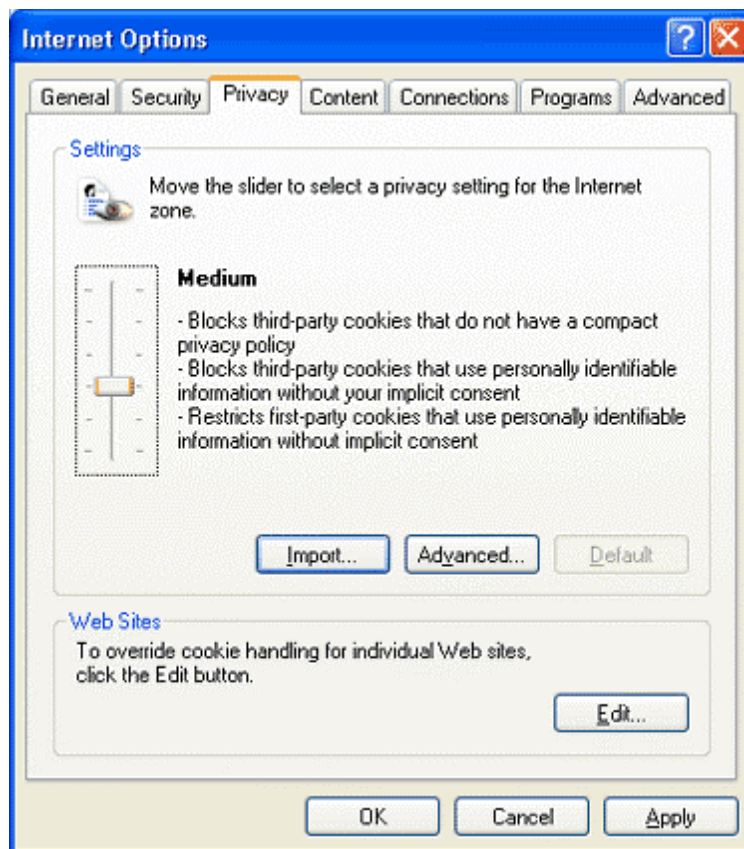 Internet Options
General Security Privacy Content Connections Programs Advanced
Settings
Move the slider to select a privacy setting for the Internet
zone.
Medium
- Blocks third-party cookies that do not have a compact
privacy policy
- Blocks third-party cookies that use personally identifiable
information without your implicit consent
- Restricts first-party cookies that use personally identifiable
information without implicit consent
Import... Advanced... Default
Web Sites
To override cookie handling for individual Web sites,
click the Edit button.
Edit...
OK Cancel Apply